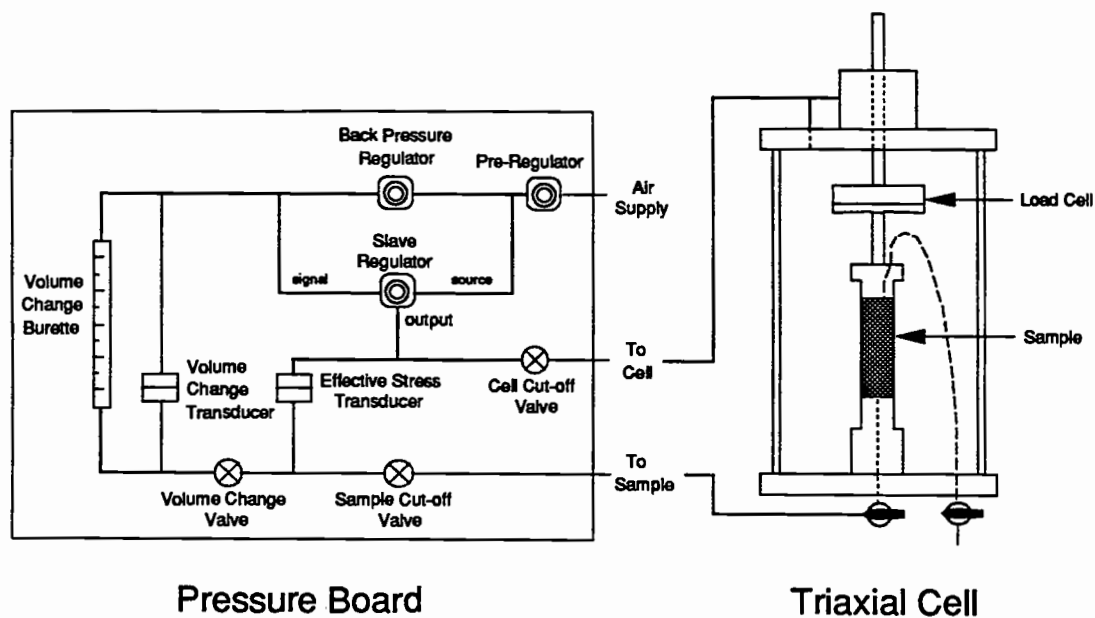 Back Pressure
Regulator
Pre-Regulator
Air
Supply
Load Cell
Slave
Regulator
signal
source
output
Volume
Change
Burette
To
Cell
Sample
Volume
Change
Transducer
Effective Stress
Transducer
Cell Cut-off
Valve
To
Sample
Volume Change
Valve
Sample Cut-off
Valve
Pressure Board
Triaxial Cell